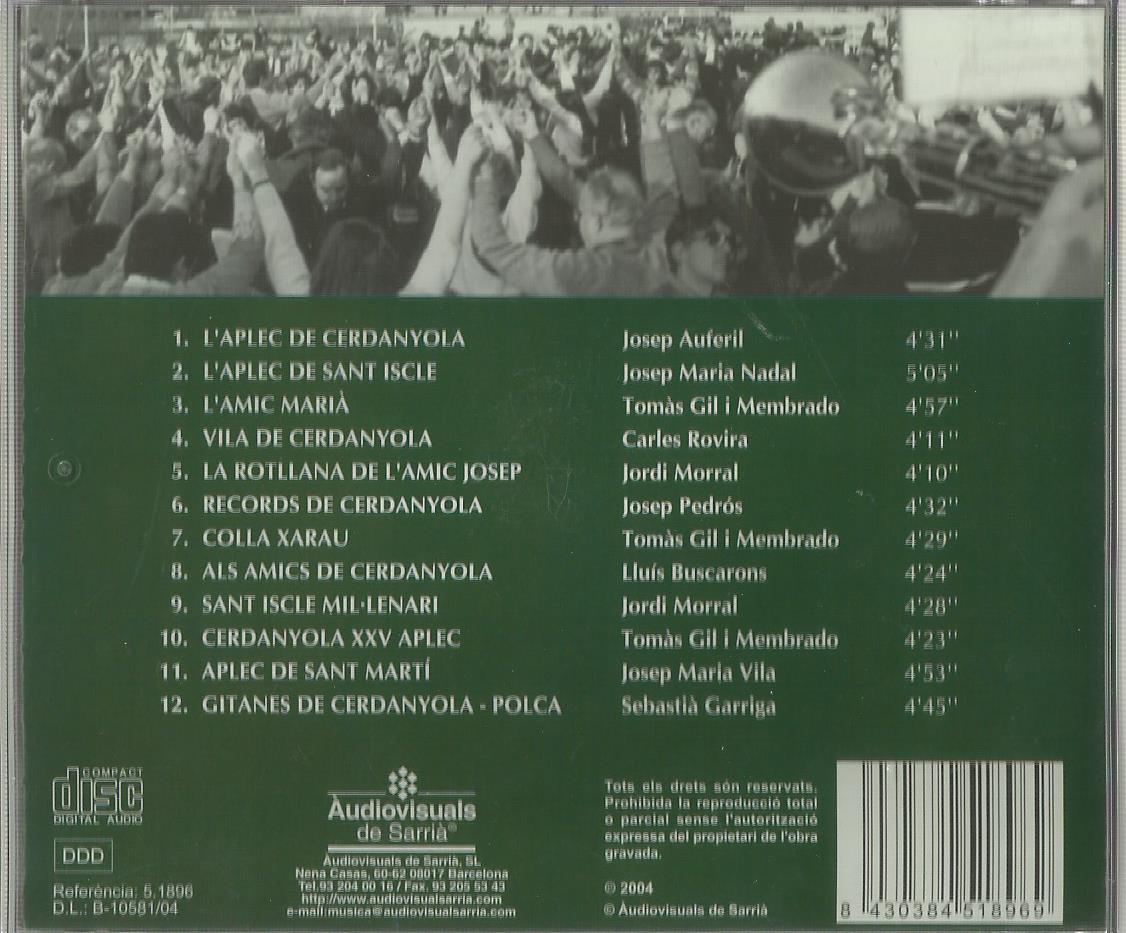 1. L'APLEC DE CERDANYOLA Josep Auferil 4'31''
2. L'APLEC DE SANT ISCLE Josep Maria Nadal 5'05''
3. L'AMIC MARIÀ Tomàs Gil i Membrado 4'57''
4. VILA DE CERDANYOLA Carles Rovira 4'11''
5. LA ROTLLANA DE L'AMIC JOSEP Jordi Morral 4'10''
6. RECORDS DE CERDANYOLA Josep Pedrós 4'32''
7. COLLA XARAU Tomàs Gil i Membrado 4'29''
8. ALS AMICS DE CERDANYOLA Lluís Buscarons 4'24''
9. SANT ISCLE MIL·LENARI Jordi Morral 4'28''
10. CERDANYOLA XXV APLEC Tomàs Gil i Membrado 4'23''
11. APLEC DE SANT MARTÍ Josep Maria Vila 4'53''
12. GITANES DE CERDANYOLA - POLCA Sebastià Garriga 4'45''
COMPACT
disc
DIGITAL AUDIO
DDD
Referència: 5.1896
D.L.: B-10581/04
Àudiovisuals
de Sarrià®
Àudiovisuals de Sarrià, SL
Nena Casas, 60-62 08017 Barcelona
Tel.93 204 00 16 / Fax. 93 205 53 43
http://www.audiovisualsarria.com
e-mail:musica@audiovisualsarria.com
Tots els drets són reservats.
Prohibida la reproducció total
o parcial sense l'autorització
expressa del propietari de l'obra
gravada.
© 2004
© Àudiovisuals de Sarrià
8 430384 518969